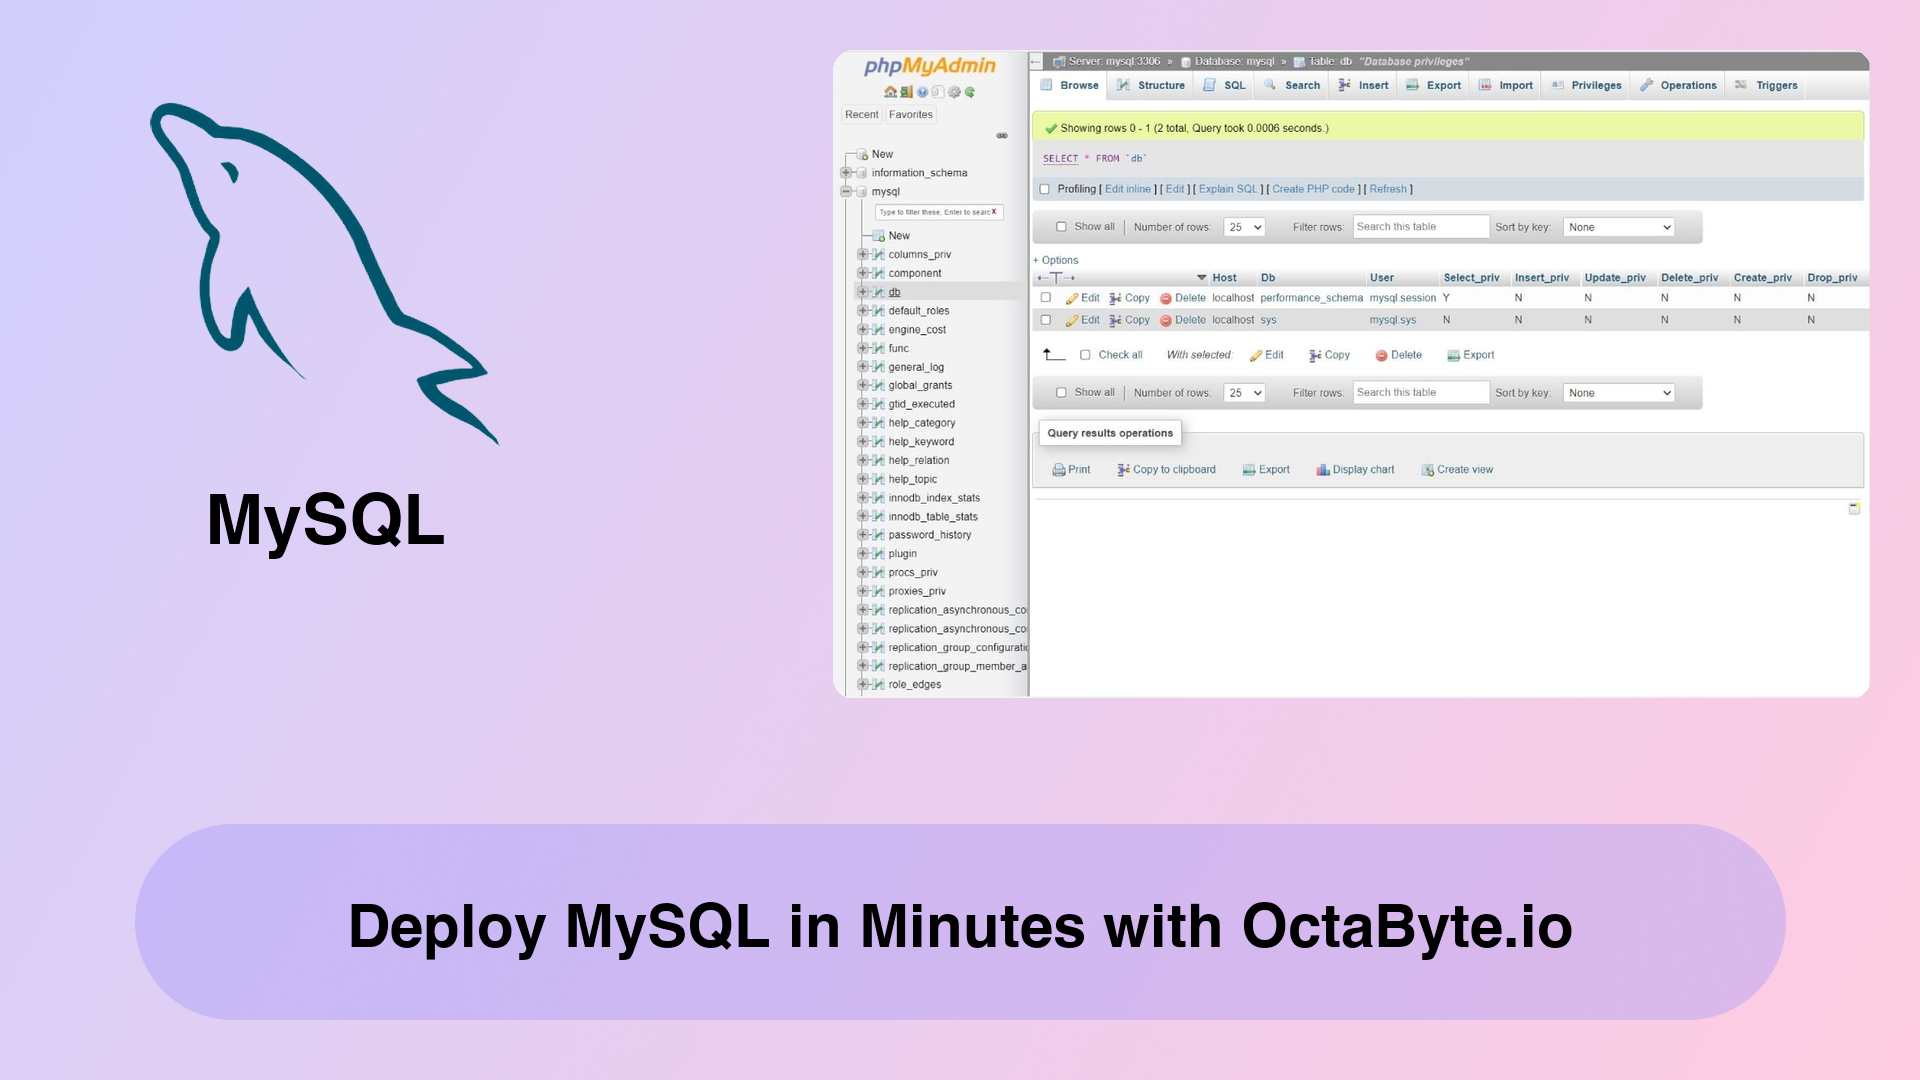 MySQL
phpMyAdmin
Recent Favorites
New
information_schema
mysql
Type to filter these, Enter to searc X
New
columns_priv
component
db
default_roles
engine_cost
func
general_log
global_grants
gtid_executed
help_category
help_keyword
help_relation
help_topic
innodb_index_stats
innodb_table_stats
password_history
plugin
procs_priv
proxies_priv
replication_asynchronous_co
replication_asynchronous_co
replication_group_configurati
replication_group_member_a
role_edges
Server: mysql:3306 » Database: mysql » Table: db "Database privileges"
Browse Structure SQL Search Insert Export Import Privileges Operations Triggers
Showing rows 0 - 1 (2 total, Query took 0.0006 seconds.)
SELECT * FROM `db`
Profiling [ Edit inline ] [ Edit ] [ Explain SQL ] [ Create PHP code ] [ Refresh ]
Show all Number of rows: 25 Filter rows: Search this table Sort by key: None
+ Options
Host Db User Select_priv Insert_priv Update_priv Delete_priv Create_priv Drop_priv
Edit Copy Delete localhost performance_schema mysql.session Y N N N N N
Edit Copy Delete localhost sys mysql.sys N N N N N N
Check all With selected: Edit Copy Delete Export
Show all Number of rows: 25 Filter rows: Search this table Sort by key: None
Query results operations
Print Copy to clipboard Export Display chart Create view
Deploy MySQL in Minutes with OctaByte.io